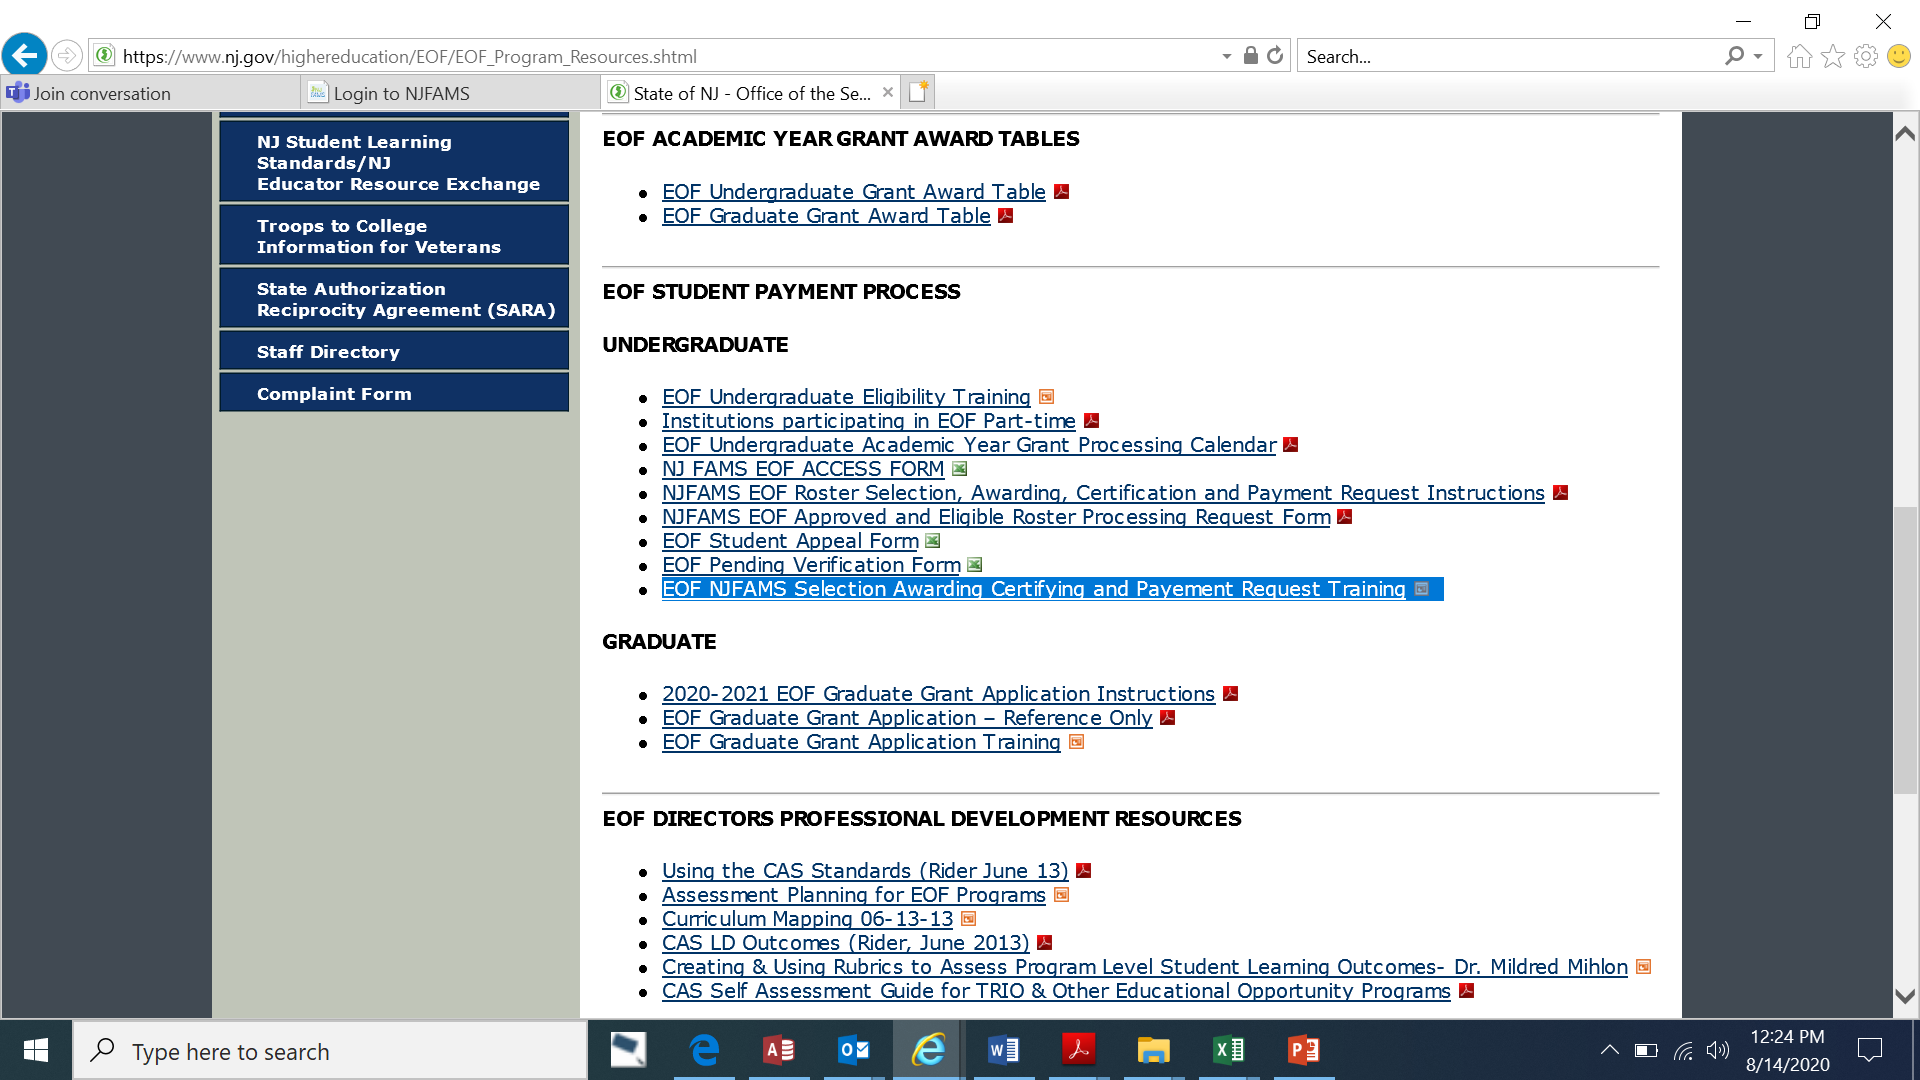 https://www.nj.gov/highereducation/EOF/EOF_Program_Resources.shtml
Search...
Join conversation
Login to NJFAMS
State of NJ - Office of the Se...
NJ Student Learning
Standards/NJ
Educator Resource Exchange
Troops to College
Information for Veterans
State Authorization
Reciprocity Agreement (SARA)
Staff Directory
Complaint Form
EOF ACADEMIC YEAR GRANT AWARD TABLES
EOF Undergraduate Grant Award Table
EOF Graduate Grant Award Table
EOF STUDENT PAYMENT PROCESS
UNDERGRADUATE
EOF Undergraduate Eligibility Training
Institutions participating in EOF Part-time
EOF Undergraduate Academic Year Grant Processing Calendar
NJ FAMS EOF ACCESS FORM
NJFAMS EOF Roster Selection, Awarding, Certification and Payment Request Instructions
NJFAMS EOF Approved and Eligible Roster Processing Request Form
EOF Student Appeal Form
EOF Pending Verification Form
EOF NJFAMS Selection Awarding Certifying and Payement Request Training
GRADUATE
2020-2021 EOF Graduate Grant Application Instructions
EOF Graduate Grant Application – Reference Only
EOF Graduate Grant Application Training
EOF DIRECTORS PROFESSIONAL DEVELOPMENT RESOURCES
Using the CAS Standards (Rider June 13)
Assessment Planning for EOF Programs
Curriculum Mapping 06-13-13
CAS LD Outcomes (Rider, June 2013)
Creating & Using Rubrics to Assess Program Level Student Learning Outcomes- Dr. Mildred Mihlon
CAS Self Assessment Guide for TRIO & Other Educational Opportunity Programs
Type here to search
12:24 PM
8/14/2020